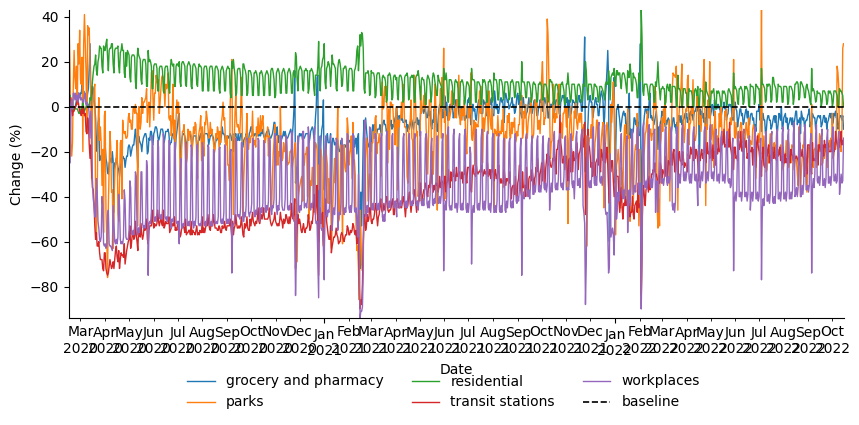 40
20
0
−20
−40
−60
−80
Change (%)
Mar Apr May Jun Jul Aug Sep Oct Nov Dec Jan Feb Mar Apr May Jun Jul Aug Sep Oct Nov Dec Jan Feb Mar Apr May Jun Jul Aug Sep Oct
2020 2020 2020 2020 2020 2020 2020 2020 2020 2020 2021 2021 2021 2021 2021 2021 2021 2021 2021 2021 2021 2021 2022 2022 2022 2022 2022 2022 2022 2022 2022 2022
Date
grocery and pharmacy residential workplaces
parks transit stations baseline